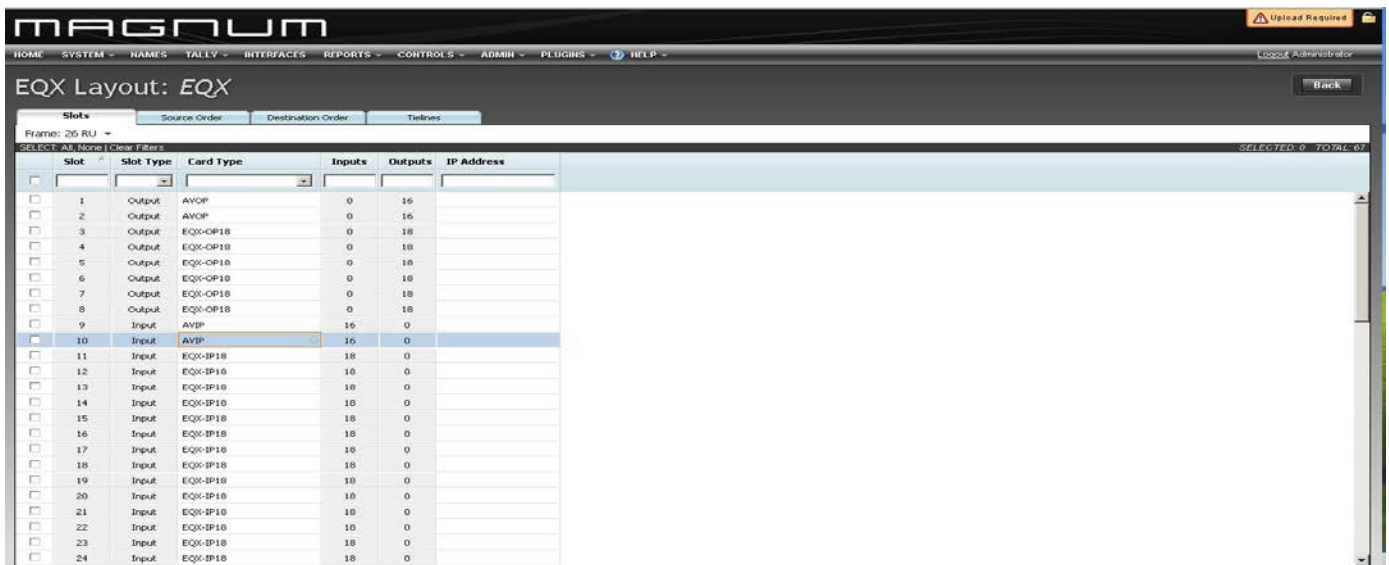 MAGNUM
Upload Required
HOME SYSTEM NAMES TALLY INTERFACES REPORTS CONTROLS ADMIN PLUGINS HELP
Logout Administrator
EQX Layout: EQX
Back
Slots Source Order Destination Order Tielines
Frame: 26 RU
SELECT: All, None | Clear Filters SELECTED: 0 TOTAL: 67
Slot Slot Type Card Type Inputs Outputs IP Address
1 Output AVOP 0 16
2 Output AVOP 0 16
3 Output EQX-OP18 0 18
4 Output EQX-OP18 0 18
5 Output EQX-OP18 0 18
6 Output EQX-OP18 0 18
7 Output EQX-OP18 0 18
8 Output EQX-OP18 0 18
9 Input AVIP 16 0
10 Input AVIP 16 0
11 Input EQX-IP18 18 0
12 Input EQX-IP18 18 0
13 Input EQX-IP18 18 0
14 Input EQX-IP18 18 0
15 Input EQX-IP18 18 0
16 Input EQX-IP18 18 0
17 Input EQX-IP18 18 0
18 Input EQX-IP18 18 0
19 Input EQX-IP18 18 0
20 Input EQX-IP18 18 0
21 Input EQX-IP18 18 0
22 Input EQX-IP18 18 0
23 Input EQX-IP18 18 0
24 Input EQX-IP18 18 0